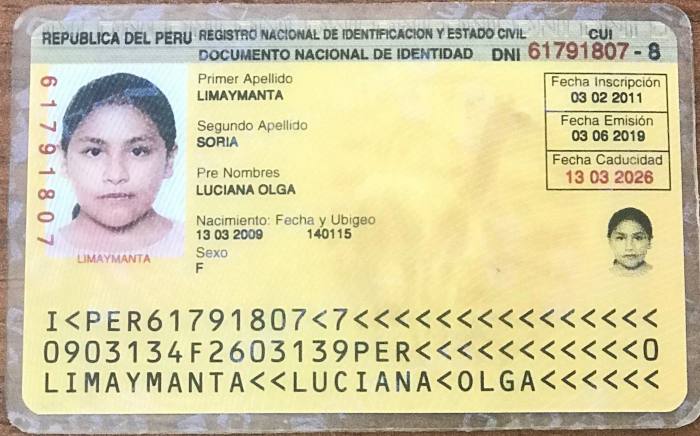 REPUBLICA DEL PERU REGISTRO NACIONAL DE IDENTIFICACION Y ESTADO CIVIL CUI
DOCUMENTO NACIONAL DE IDENTIDAD DNI 61791807 - 8
61791807
Primer Apellido
LIMAYMANTA
Segundo Apellido
SORIA
Pre Nombres
LUCIANA OLGA
Nacimiento: Fecha y Ubigeo
13 03 2009 140115
Sexo
F
Fecha Inscripción
03 02 2011
Fecha Emisión
03 06 2019
Fecha Caducidad
13 03 2026
LIMAYMANTA
I<PER61791807<7<<<<<<<<<<<<<<<
0903134F2603139PER<<<<<<<<<<<0
LIMAYMANTA<<LUCIANA<OLGA<<<<<<